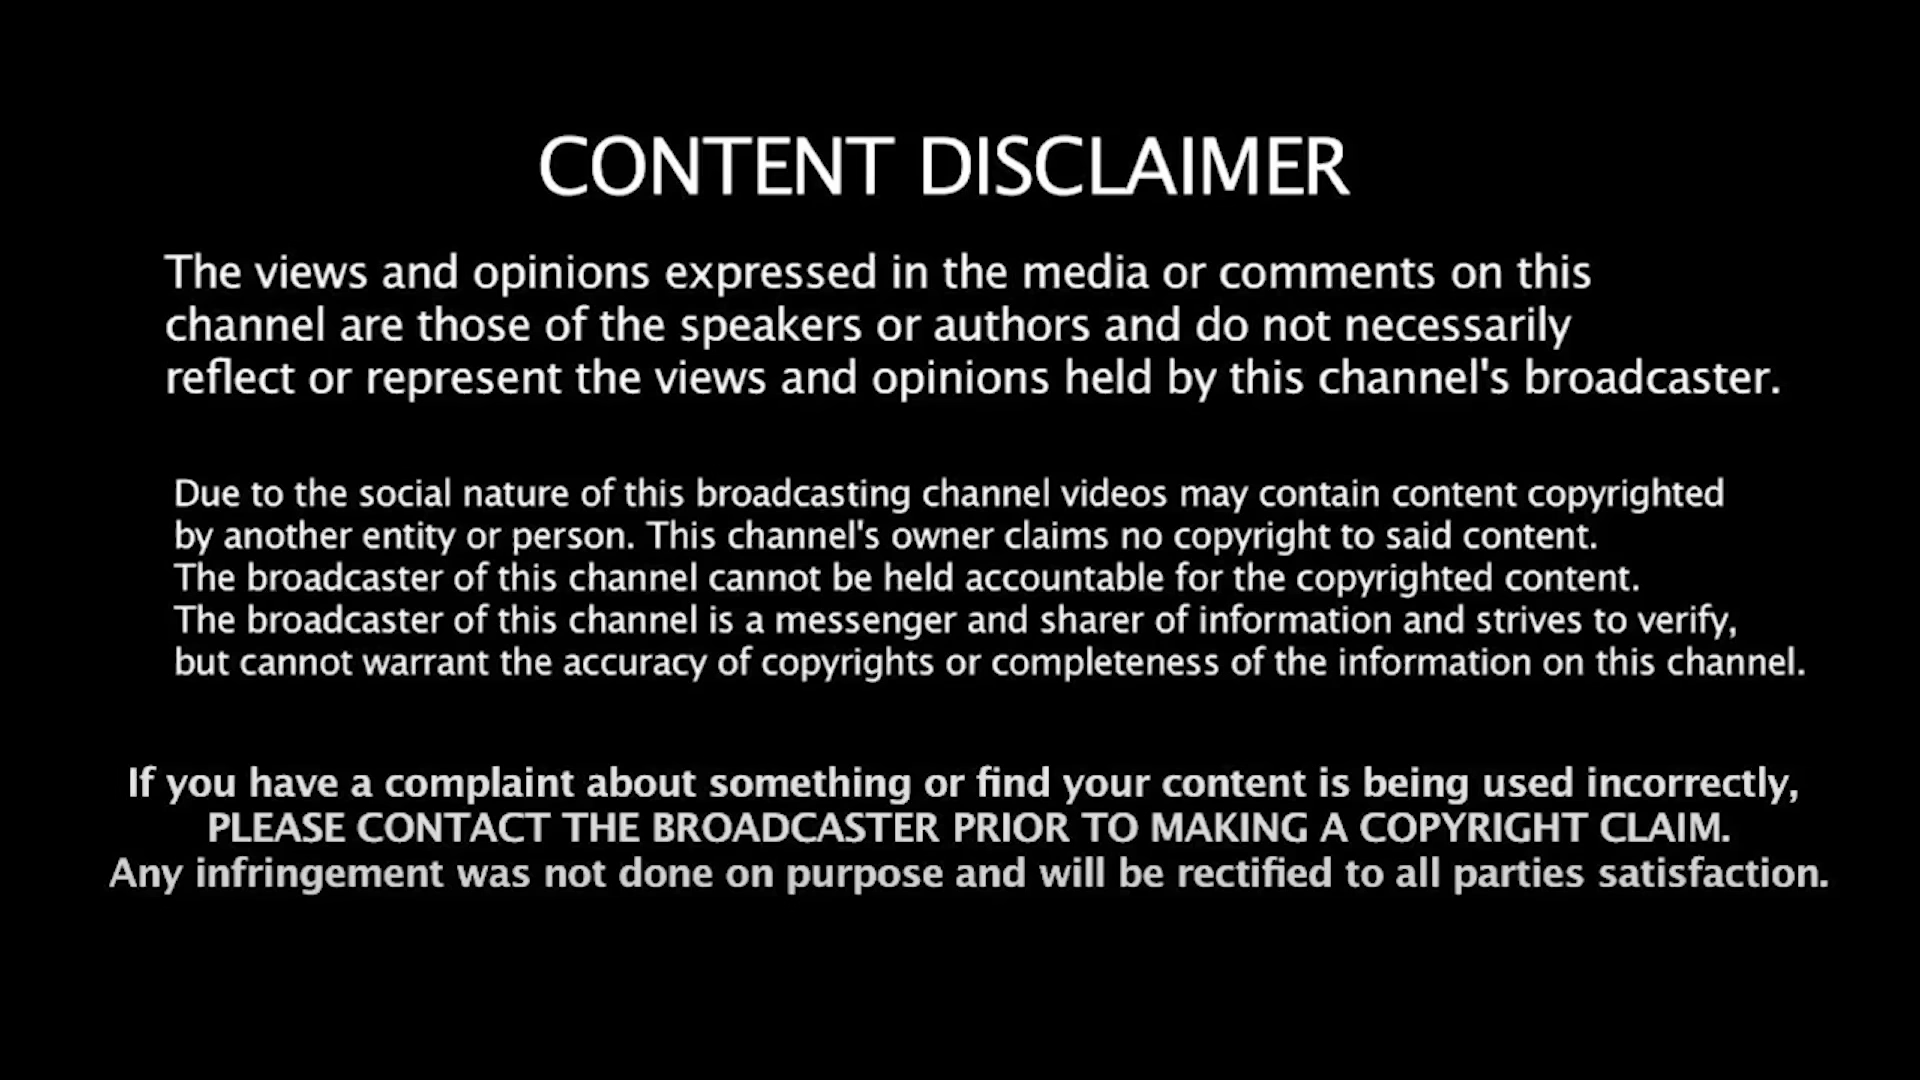 CONTENT DISCLAIMER
The views and opinions expressed in the media or comments on this
channel are those of the speakers or authors and do not necessarily
reflect or represent the views and opinions held by this channel's broadcaster.
Due to the social nature of this broadcasting channel videos may contain content copyrighted
by another entity or person. This channel's owner claims no copyright to said content.
The broadcaster of this channel cannot be held accountable for the copyrighted content.
The broadcaster of this channel is a messenger and sharer of information and strives to verify,
but cannot warrant the accuracy of copyrights or completeness of the information on this channel.
If you have a complaint about something or find your content is being used incorrectly,
PLEASE CONTACT THE BROADCASTER PRIOR TO MAKING A COPYRIGHT CLAIM.
Any infringement was not done on purpose and will be rectified to all parties satisfaction.